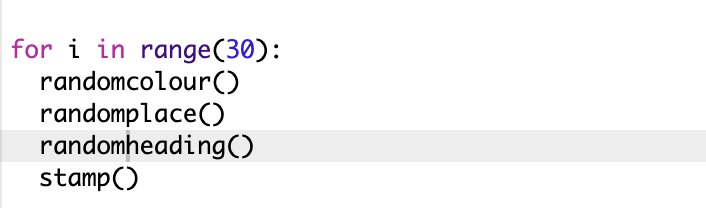 for i in range(30):
  randomcolour()
  randomplace()
  randomheading()
  stamp()